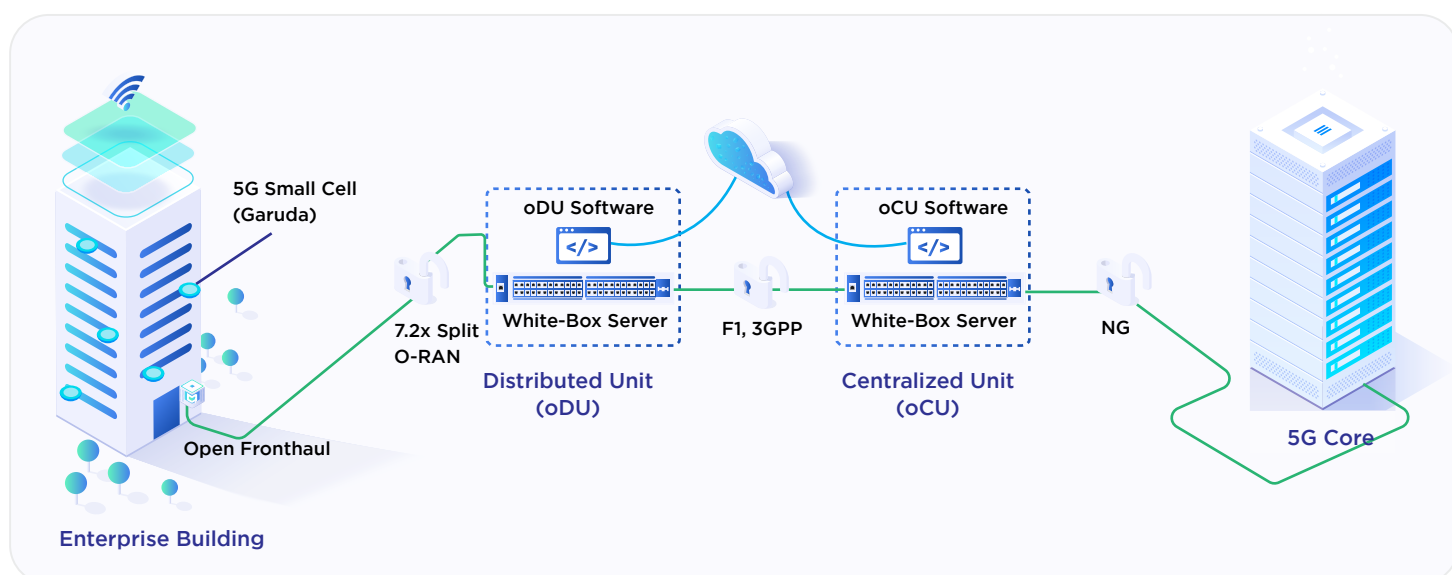 5G Small Cell
(Garuda)
oDU Software
</>
White-Box Server
oCU Software
</>
White-Box Server
7.2x Split
O-RAN
F1, 3GPP
NG
Distributed Unit
(oDU)
Centralized Unit
(oCU)
Open Fronthaul
5G Core
Enterprise Building